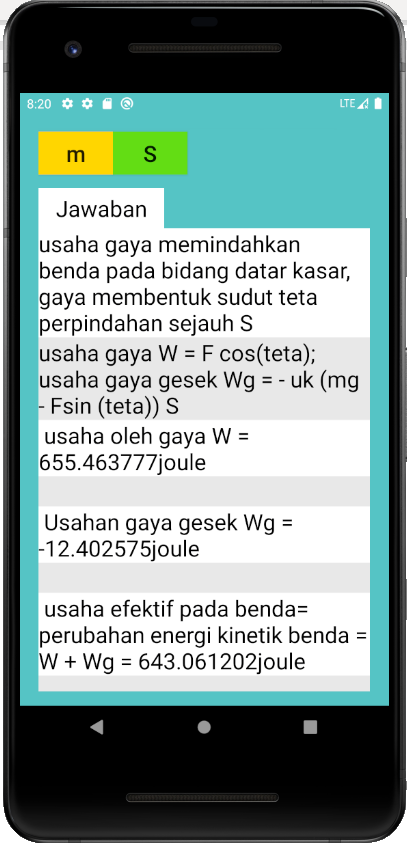 8:20
LTE
m S
Jawaban
usaha gaya memindahkan
benda pada bidang datar kasar,
gaya membentuk sudut teta
perpindahan sejauh S
usaha gaya W = F cos(teta);
usaha gaya gesek Wg = - uk (mg
- Fsin (teta)) S
usaha oleh gaya W =
655.463777joule
Usahan gaya gesek Wg =
-12.402575joule
usaha efektif pada benda=
perubahan energi kinetik benda =
W + Wg = 643.061202joule